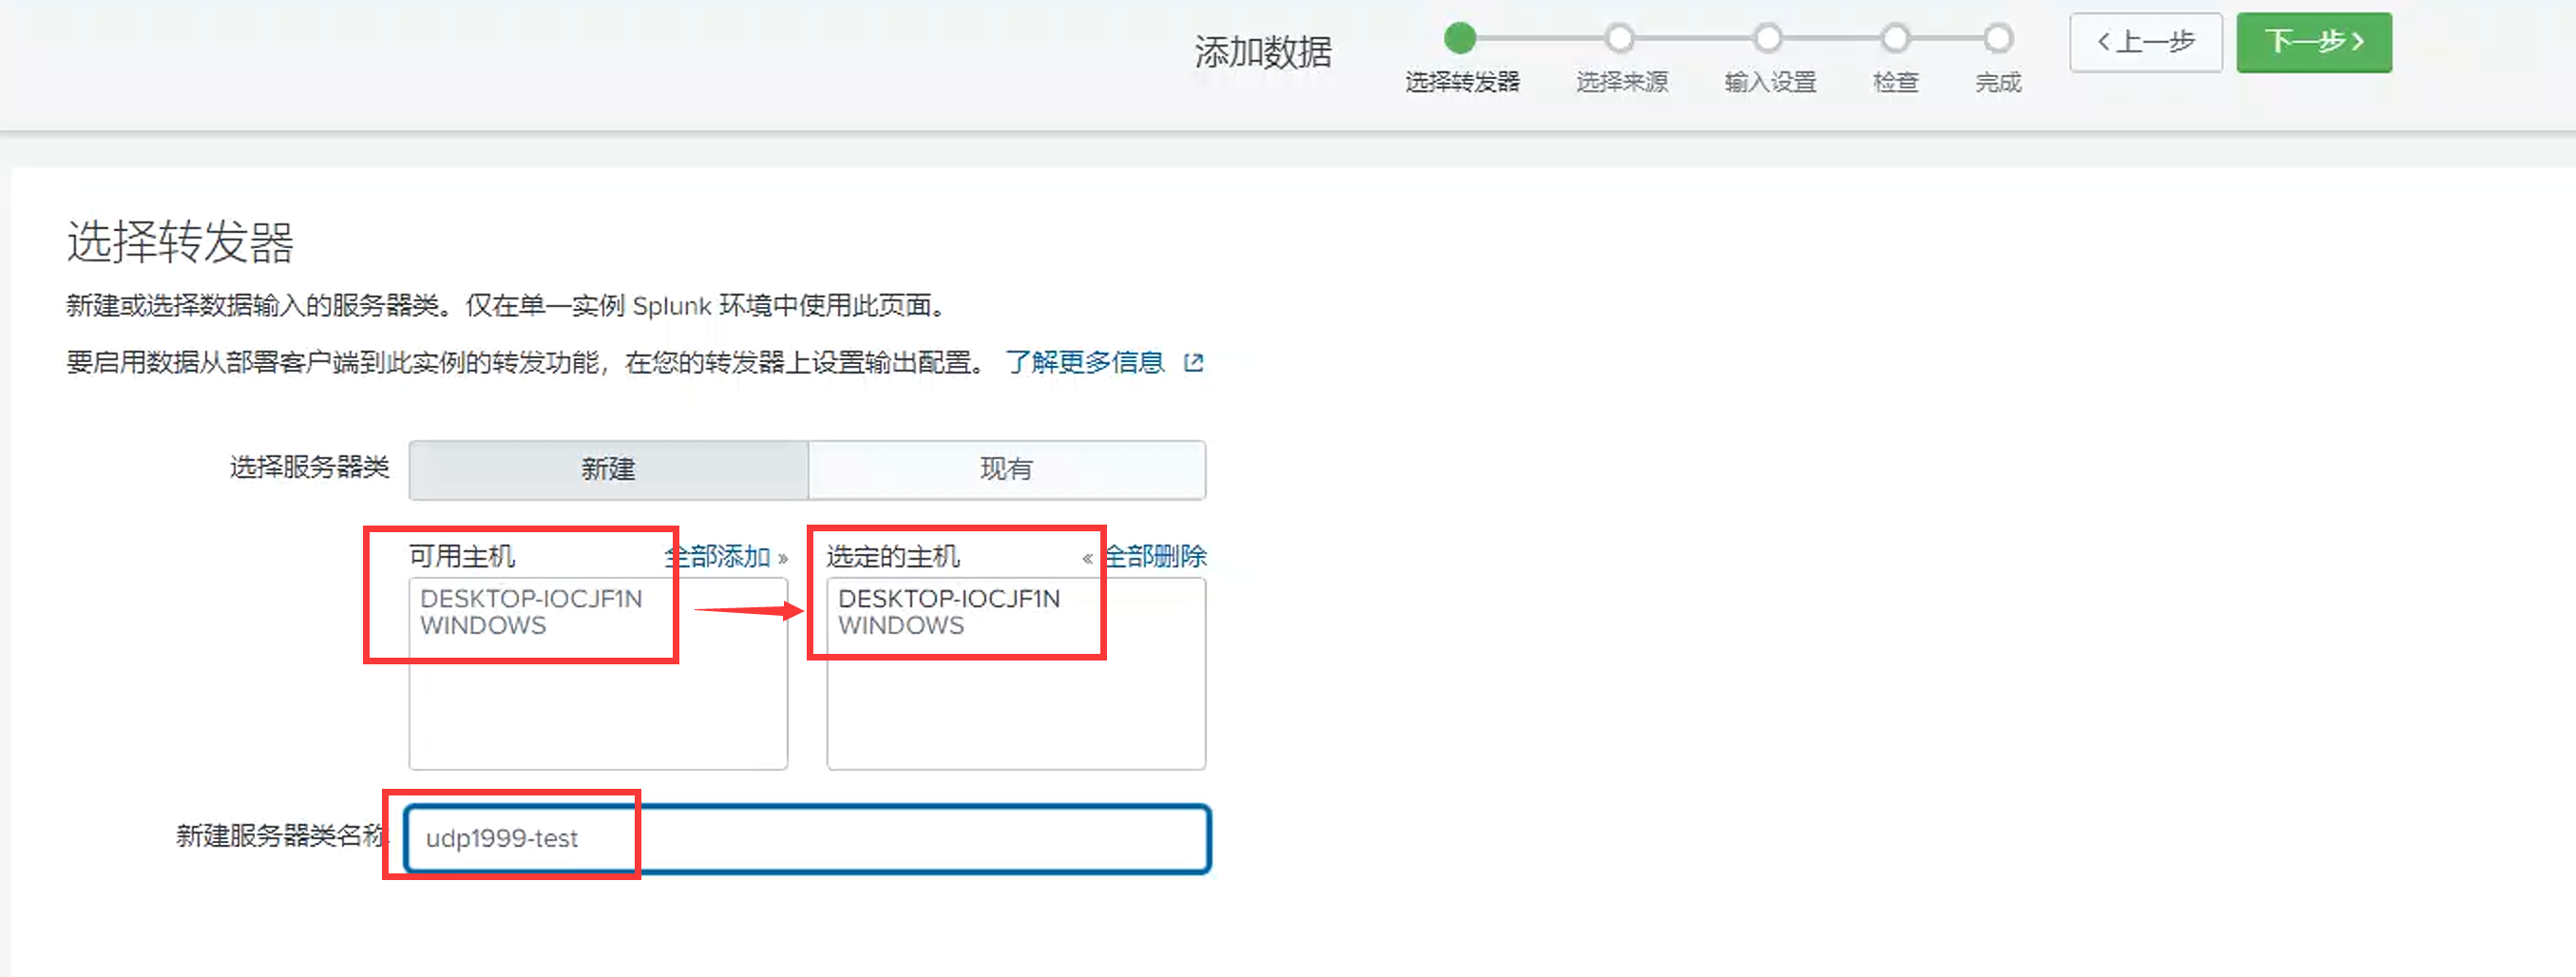 添加数据
选择转发器
选择来源
输入设置
检查
完成
上一步
下一步
选择转发器
新建或选择数据输入的服务器类。仅在单一实例 Splunk 环境中使用此页面。
要启用数据从部署客户端到此实例的转发功能，在您的转发器上设置输出配置。 了解更多信息
选择服务器类 新建 现有
可用主机 全部添加 » 选定的主机 « 全部删除
DESKTOP-IOCJF1N
WINDOWS
DESKTOP-IOCJF1N
WINDOWS
新建服务器类名称 udp1999-test